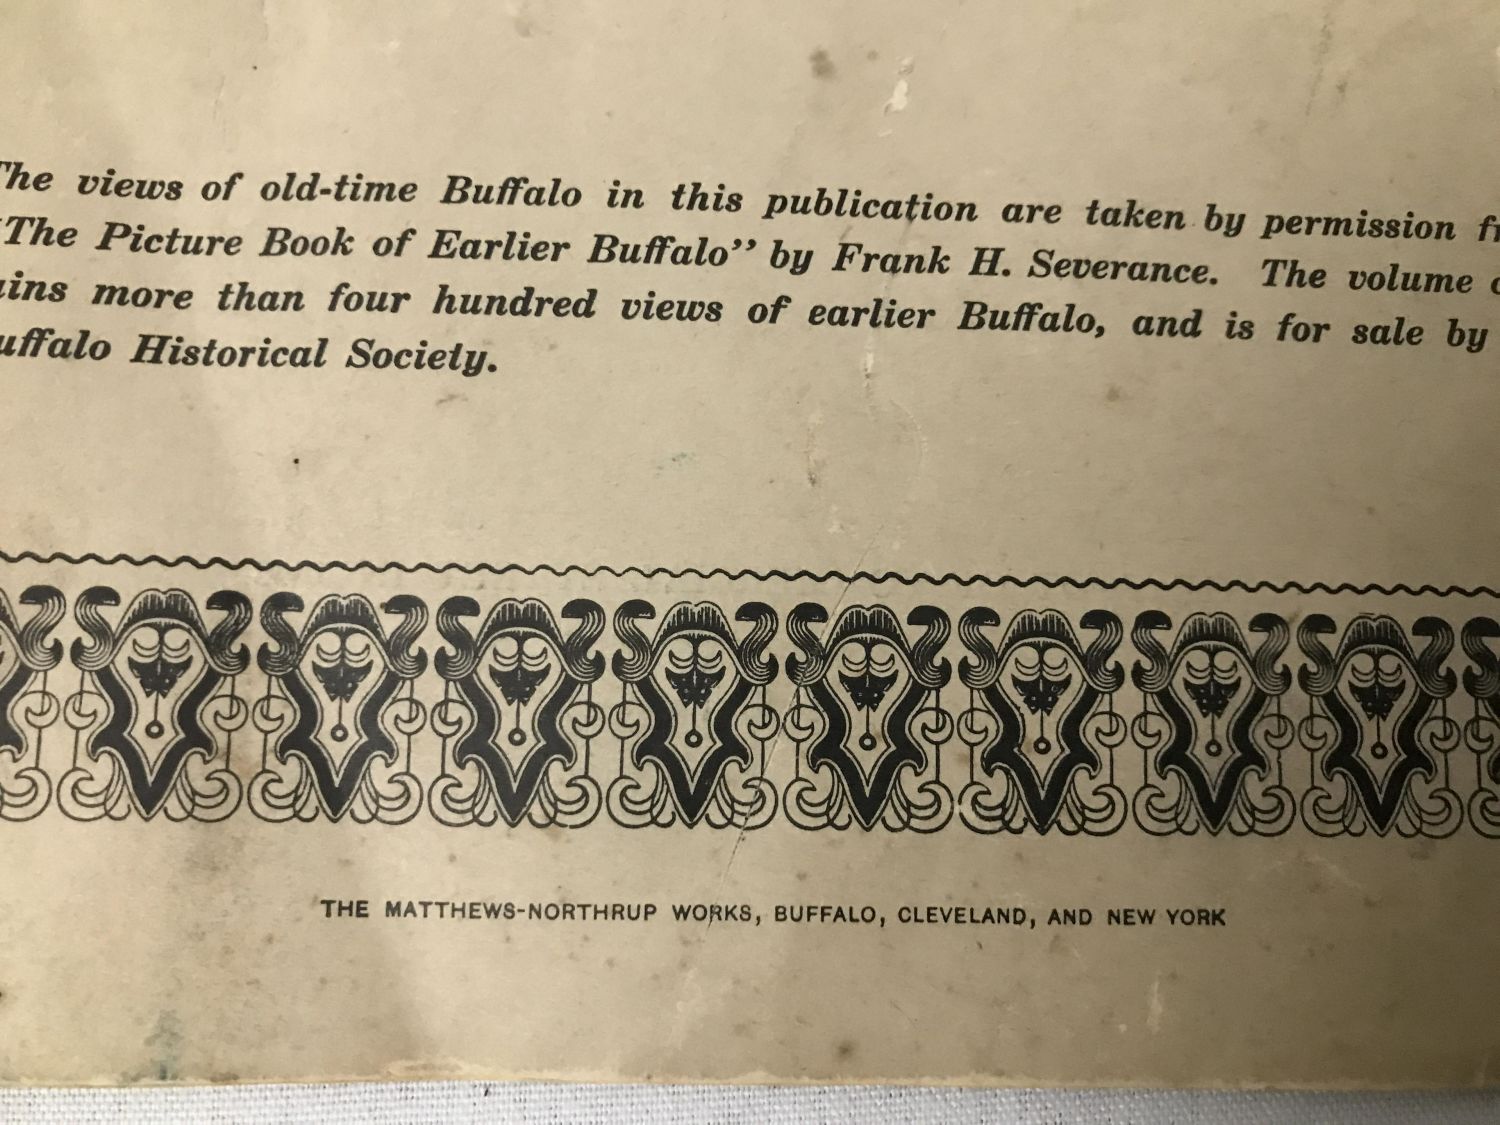 The views of old-time Buffalo in this publication are taken by permission
"The Picture Book of Earlier Buffalo" by Frank H. Severance. The volume
ains more than four hundred views of earlier Buffalo, and is for sale by
uffalo Historical Society.
THE MATTHEWS-NORTHRUP WORKS, BUFFALO, CLEVELAND, AND NEW YORK